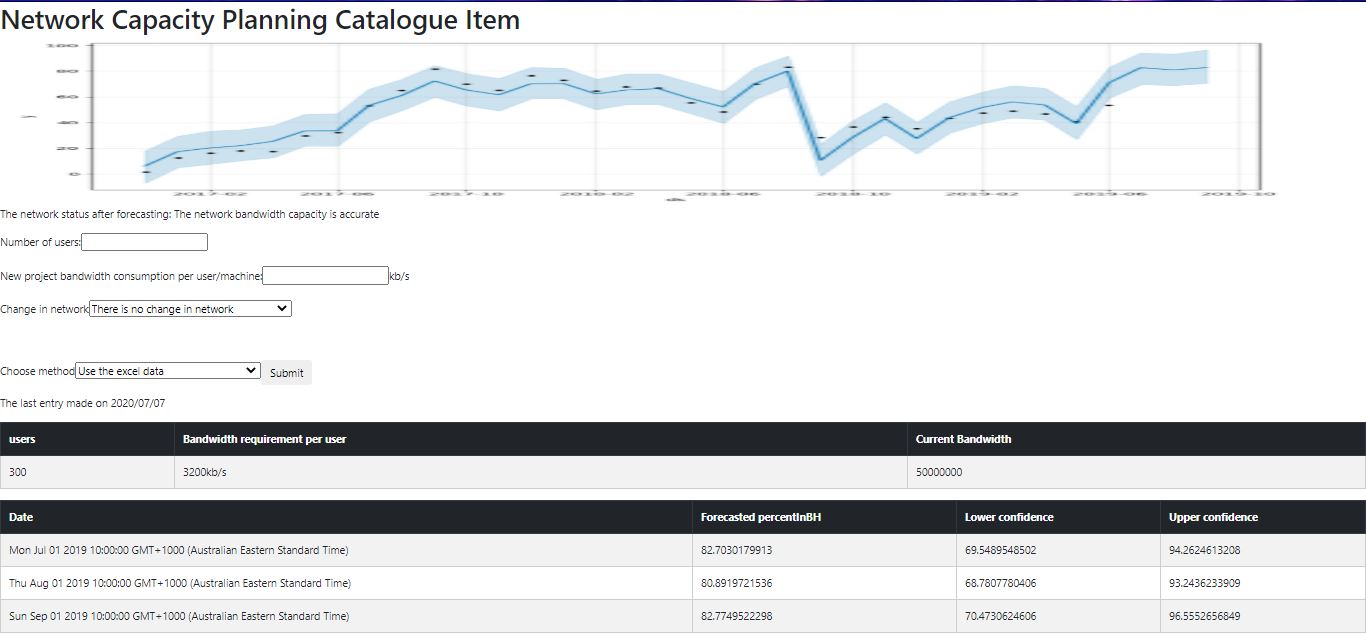 Network Capacity Planning Catalogue Item
100
80
60
40
20
0
y
2017-02 2017-06 2017-10 2018-02 2018-06 2018-10 2019-02 2019-06 2019-10
ds
The network status after forecasting: The network bandwidth capacity is accurate
Number of users:
New project bandwidth consumption per user/machine: kb/s
Change in network There is no change in network
Choose method Use the excel data Submit
The last entry made on 2020/07/07
users Bandwidth requirement per user Current Bandwidth
300 3200kb/s 50000000
Date Forecasted percentInBH Lower confidence Upper confidence
Mon Jul 01 2019 10:00:00 GMT+1000 (Australian Eastern Standard Time) 82.7030179913 69.5489548502 94.2624613208
Thu Aug 01 2019 10:00:00 GMT+1000 (Australian Eastern Standard Time) 80.8919721536 68.7807780406 93.2436233909
Sun Sep 01 2019 10:00:00 GMT+1000 (Australian Eastern Standard Time) 82.7749522298 70.4730624606 96.5552656849